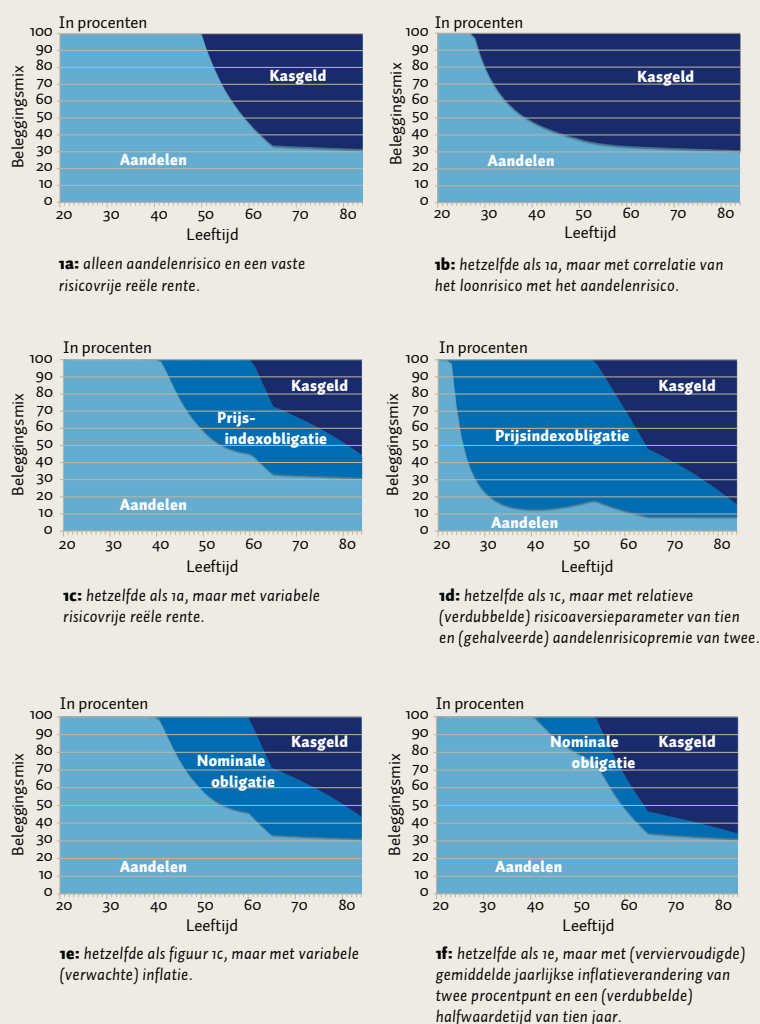 In procenten
100
90
80
70
60
50
40
30
20
10
0
Beleggingsmix
Kasgeld
Aandelen
20 30 40 50 60 70 80
Leeftijd
1a: alleen aandelenrisico en een vaste
risicovrije reële rente.
In procenten
100
90
80
70
60
50
40
30
20
10
0
Beleggingsmix
Kasgeld
Aandelen
20 30 40 50 60 70 80
Leeftijd
1b: hetzelfde als 1a, maar met correlatie van
het loonrisico met het aandelenrisico.
In procenten
100
90
80
70
60
50
40
30
20
10
0
Beleggingsmix
Kasgeld
Prijs-
indexobligatie
Aandelen
20 30 40 50 60 70 80
Leeftijd
1c: hetzelfde als 1a, maar met variabele
risicovrije reële rente.
In procenten
100
90
80
70
60
50
40
30
20
10
0
Beleggingsmix
Kasgeld
Prijsindexobligatie
Aandelen
20 30 40 50 60 70 80
Leeftijd
1d: hetzelfde als 1c, maar met relatieve
(verdubbelde) risicoaversieparameter van tien
en (gehalveerde) aandelenrisicopremie van twee.
In procenten
100
90
80
70
60
50
40
30
20
10
0
Beleggingsmix
Kasgeld
Nominale
obligatie
Aandelen
20 30 40 50 60 70 80
Leeftijd
1e: hetzelfde als figuur 1c, maar met variabele
(verwachte) inflatie.
In procenten
100
90
80
70
60
50
40
30
20
10
0
Beleggingsmix
Nominale Kasgeld
obligatie
Aandelen
20 30 40 50 60 70 80
Leeftijd
1f: hetzelfde als 1e, maar met (verviervoudigde)
gemiddelde jaarlijkse inflatieverandering van
twee procentpunt en een (verdubbelde)
halfwaardetijd van tien jaar.